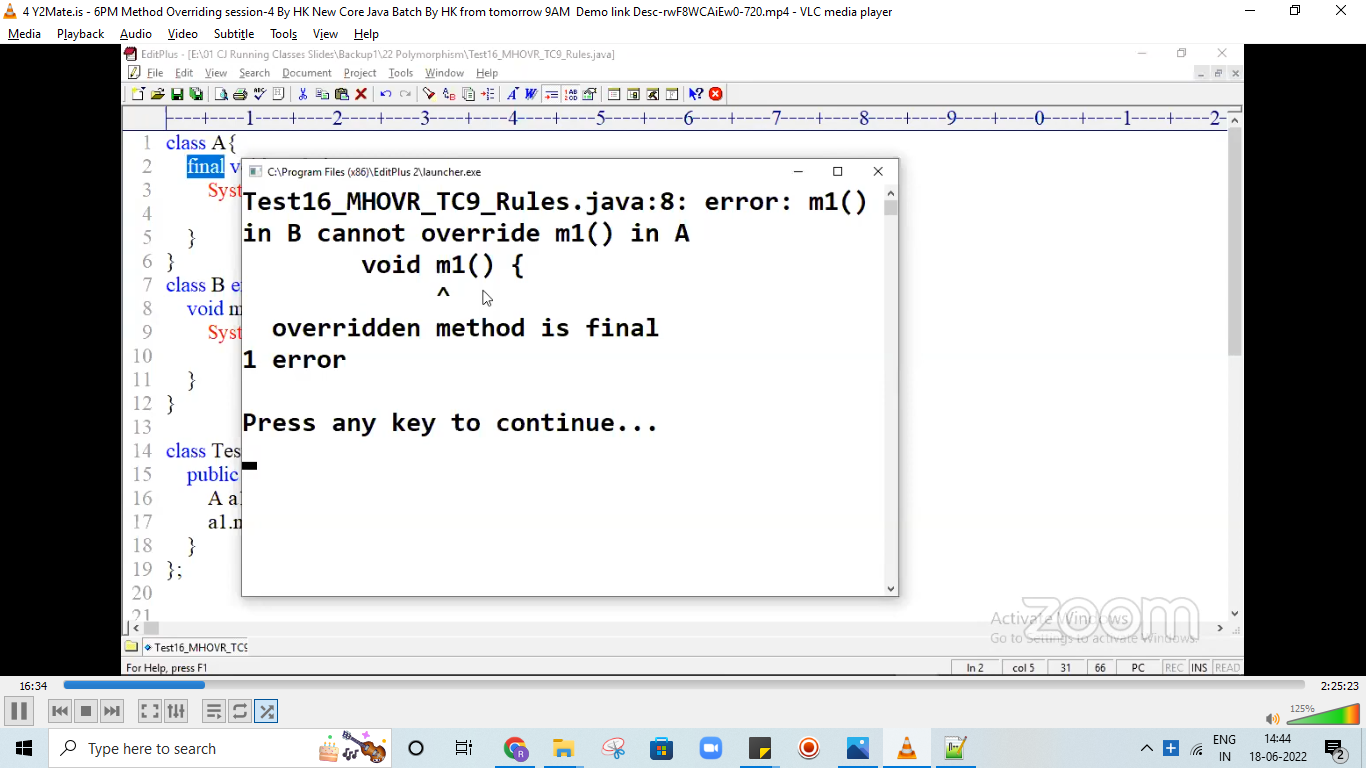 4 Y2Mate.is - 6PM Method Overriding session-4 By HK New Core Java Batch By HK from tomorrow 9AM  Demo link Desc-rwF8WCAiEw0-720.mp4 - VLC media player
Media Playback Audio Video Subtitle Tools View Help
EditPlus - [E:\01 CJ Running Classes Slides\Backup1\22 Polymorphism\Test16_MHOVR_TC9_Rules.java]
File Edit View Search Document Project Tools Window Help
----+----1----+----2----+----3----+----4----+----5----+----6----+----7----+----8----+----9----+----0----+----1----+----2-
1 class A{
2 final v
3 Syst
4
5 }
6 }
7 class B e
8 void m
9 Syst
10
11 }
12 }
13
14 class Tes
15 public
16 A a1
17 a1.m
18 }
19 };
20
21
C:\Program Files (x86)\EditPlus 2\launcher.exe
Test16_MHOVR_TC9_Rules.java:8: error: m1()
in B cannot override m1() in A
void m1() {
^
overridden method is final
1 error
Press any key to continue...
zoom
Activate Windows
Go to Settings to activate Windows.
Test16_MHOVR_TC9
For Help, press F1
ln 2 col 5 31 66 PC REC INS READ
16:34 2:25:23
125%
Type here to search
ENG
IN
14:44
18-06-2022
2